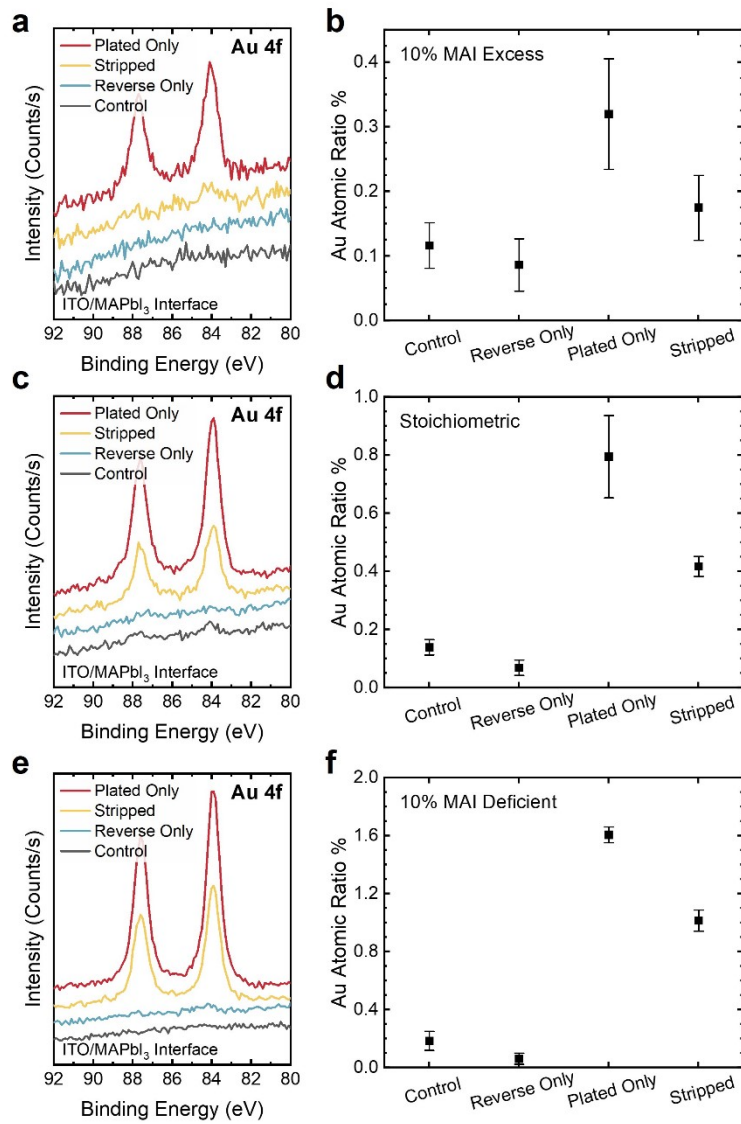 a
Au 4f
Plated Only
Stripped
Reverse Only
Control
Intensity (Counts/s)
ITO/MAPbI₃ Interface
92 90 88 86 84 82 80
Binding Energy (eV)
b
10% MAI Excess
Au Atomic Ratio %
0.4
0.3
0.2
0.1
0.0
Control Reverse Only Plated Only Stripped
c
Au 4f
Plated Only
Stripped
Reverse Only
Control
Intensity (Counts/s)
ITO/MAPbI₃ Interface
92 90 88 86 84 82 80
Binding Energy (eV)
d
Stoichiometric
Au Atomic Ratio %
1.0
0.8
0.6
0.4
0.2
0.0
Control Reverse Only Plated Only Stripped
e
Au 4f
Plated Only
Stripped
Reverse Only
Control
Intensity (Counts/s)
ITO/MAPbI₃ Interface
92 90 88 86 84 82 80
Binding Energy (eV)
f
10% MAI Deficient
Au Atomic Ratio %
2.0
1.6
1.2
0.8
0.4
0.0
Control Reverse Only Plated Only Stripped